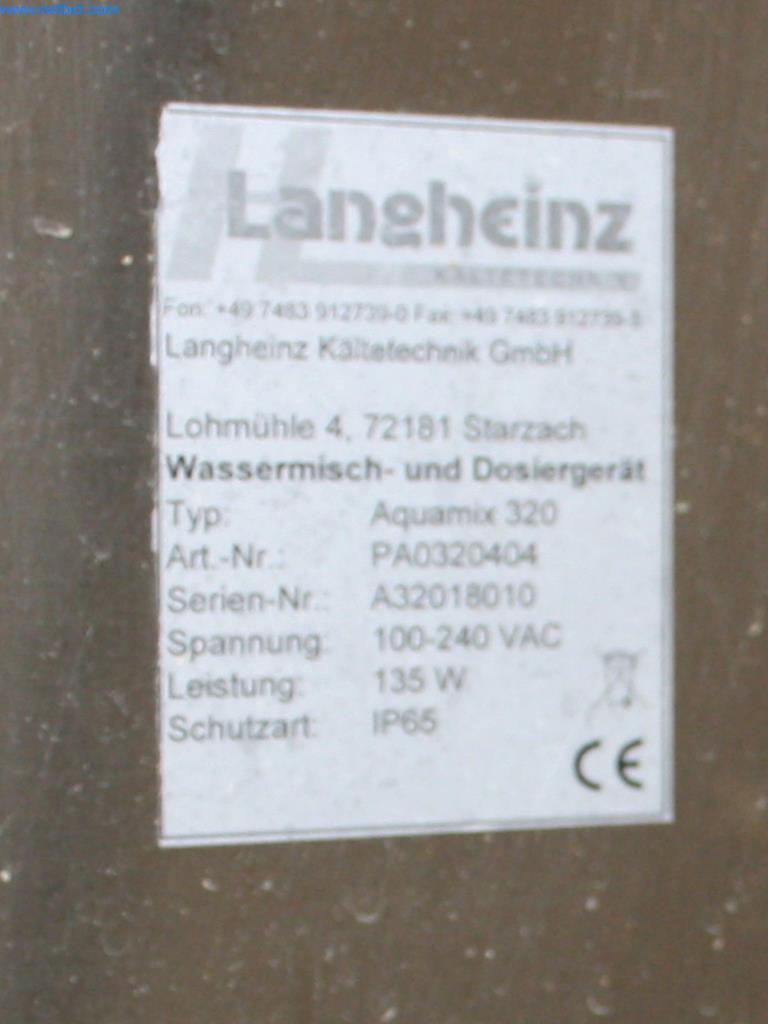 www.netbid.com
Langheinz
KÄLTETECHNIK
Fon: +49 7483 912739-0 Fax: +49 7483 912739-
Langheinz Kältetechnik GmbH
Lohmühle 4, 72181 Starzach
Wassermisch- und Dosiergerät
Typ: Aquamix 320
Art.-Nr.: PA0320404
Serien-Nr.: A32018010
Spannung: 100-240 VAC
Leistung: 135 W
Schutzart: IP65
CE